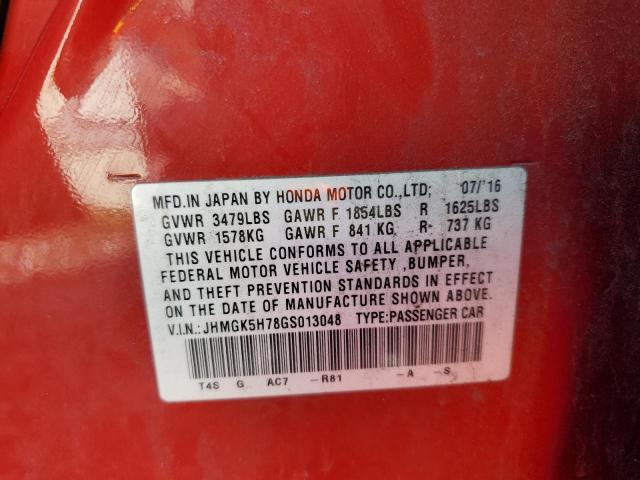 MFD.IN JAPAN BY HONDA MOTOR CO.,LTD; 07/'16
GVWR 3479LBS GAWR F 1854LBS R 1625LBS
GVWR 1578KG GAWR F 841 KG, R- 737 KG
THIS VEHICLE CONFORMS TO ALL APPLICABLE
FEDERAL MOTOR VEHICLE SAFETY ,BUMPER,
AND THEFT PREVENTION STANDARDS IN EFFECT
ON THE DATE OF MANUFACTURE SHOWN ABOVE.
V.I.N.:JHMGK5H78GS013048 TYPE:PASSENGER CAR
T4S G AC7 -R81 -A -S